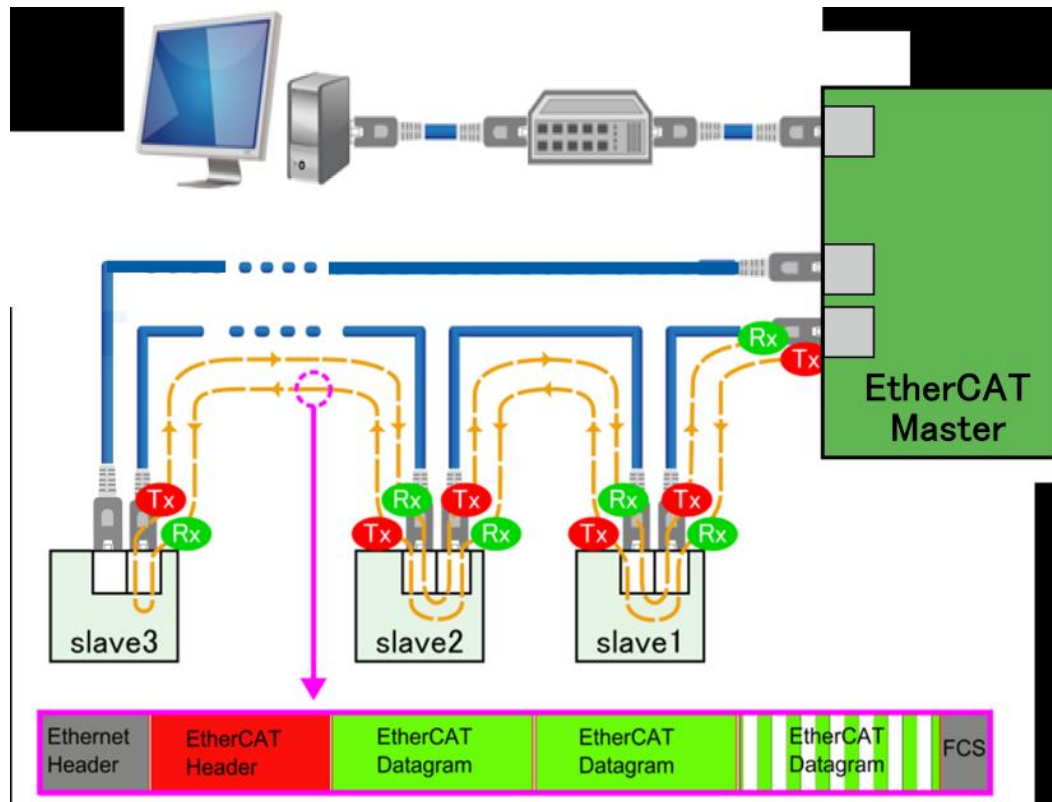 EtherCAT
Master
Rx
Tx
Tx
Rx
Tx
Rx
Tx
Rx
Tx
Rx
Tx
Rx
slave3
slave2
slave1
Ethernet
Header
EtherCAT
Header
EtherCAT
Datagram
EtherCAT
Datagram
EtherCAT
Datagram
FCS